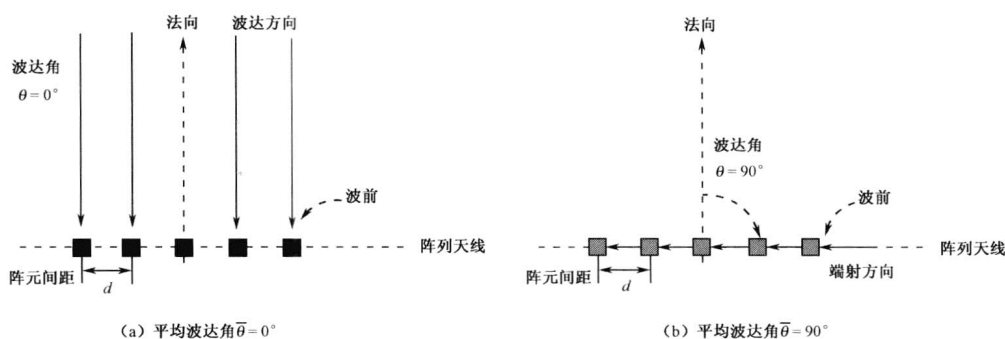 法向
波达方向
波达角
θ=0°
波前
阵列天线
阵元间距
d
(a) 平均波达角θ̅=0°
法向
波达角
θ=90°
波前
阵列天线
阵元间距
d
端射方向
(b) 平均波达角θ̅=90°